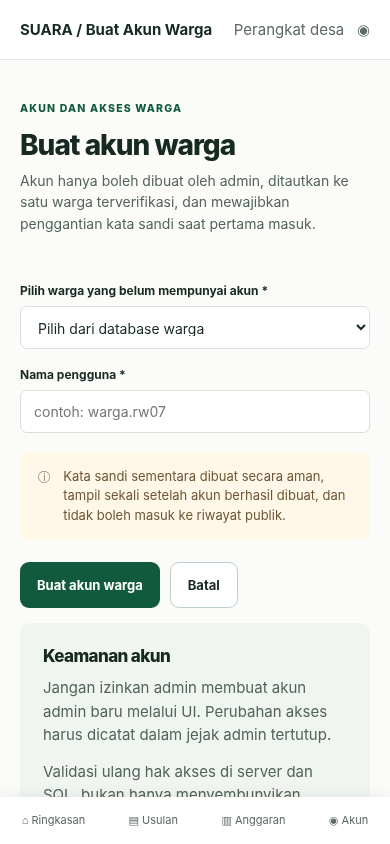 SUARA / Buat Akun Warga Perangkat desa ◉
AKUN DAN AKSES WARGA
Buat akun warga
Akun hanya boleh dibuat oleh admin, ditautkan ke
satu warga terverifikasi, dan mewajibkan
penggantian kata sandi saat pertama masuk.
Pilih warga yang belum mempunyai akun *
Pilih dari database warga
Nama pengguna *
contoh: warga.rw07
ⓘ Kata sandi sementara dibuat secara aman,
tampil sekali setelah akun berhasil dibuat, dan
tidak boleh masuk ke riwayat publik.
Buat akun warga Batal
Keamanan akun
Jangan izinkan admin membuat akun
admin baru melalui UI. Perubahan akses
harus dicatat dalam jejak admin tertutup.
Validasi ulang hak akses di server dan
SQL, bukan hanya menyembunyikan
⌂ Ringkasan ▤ Usulan ▥ Anggaran ◉ Akun